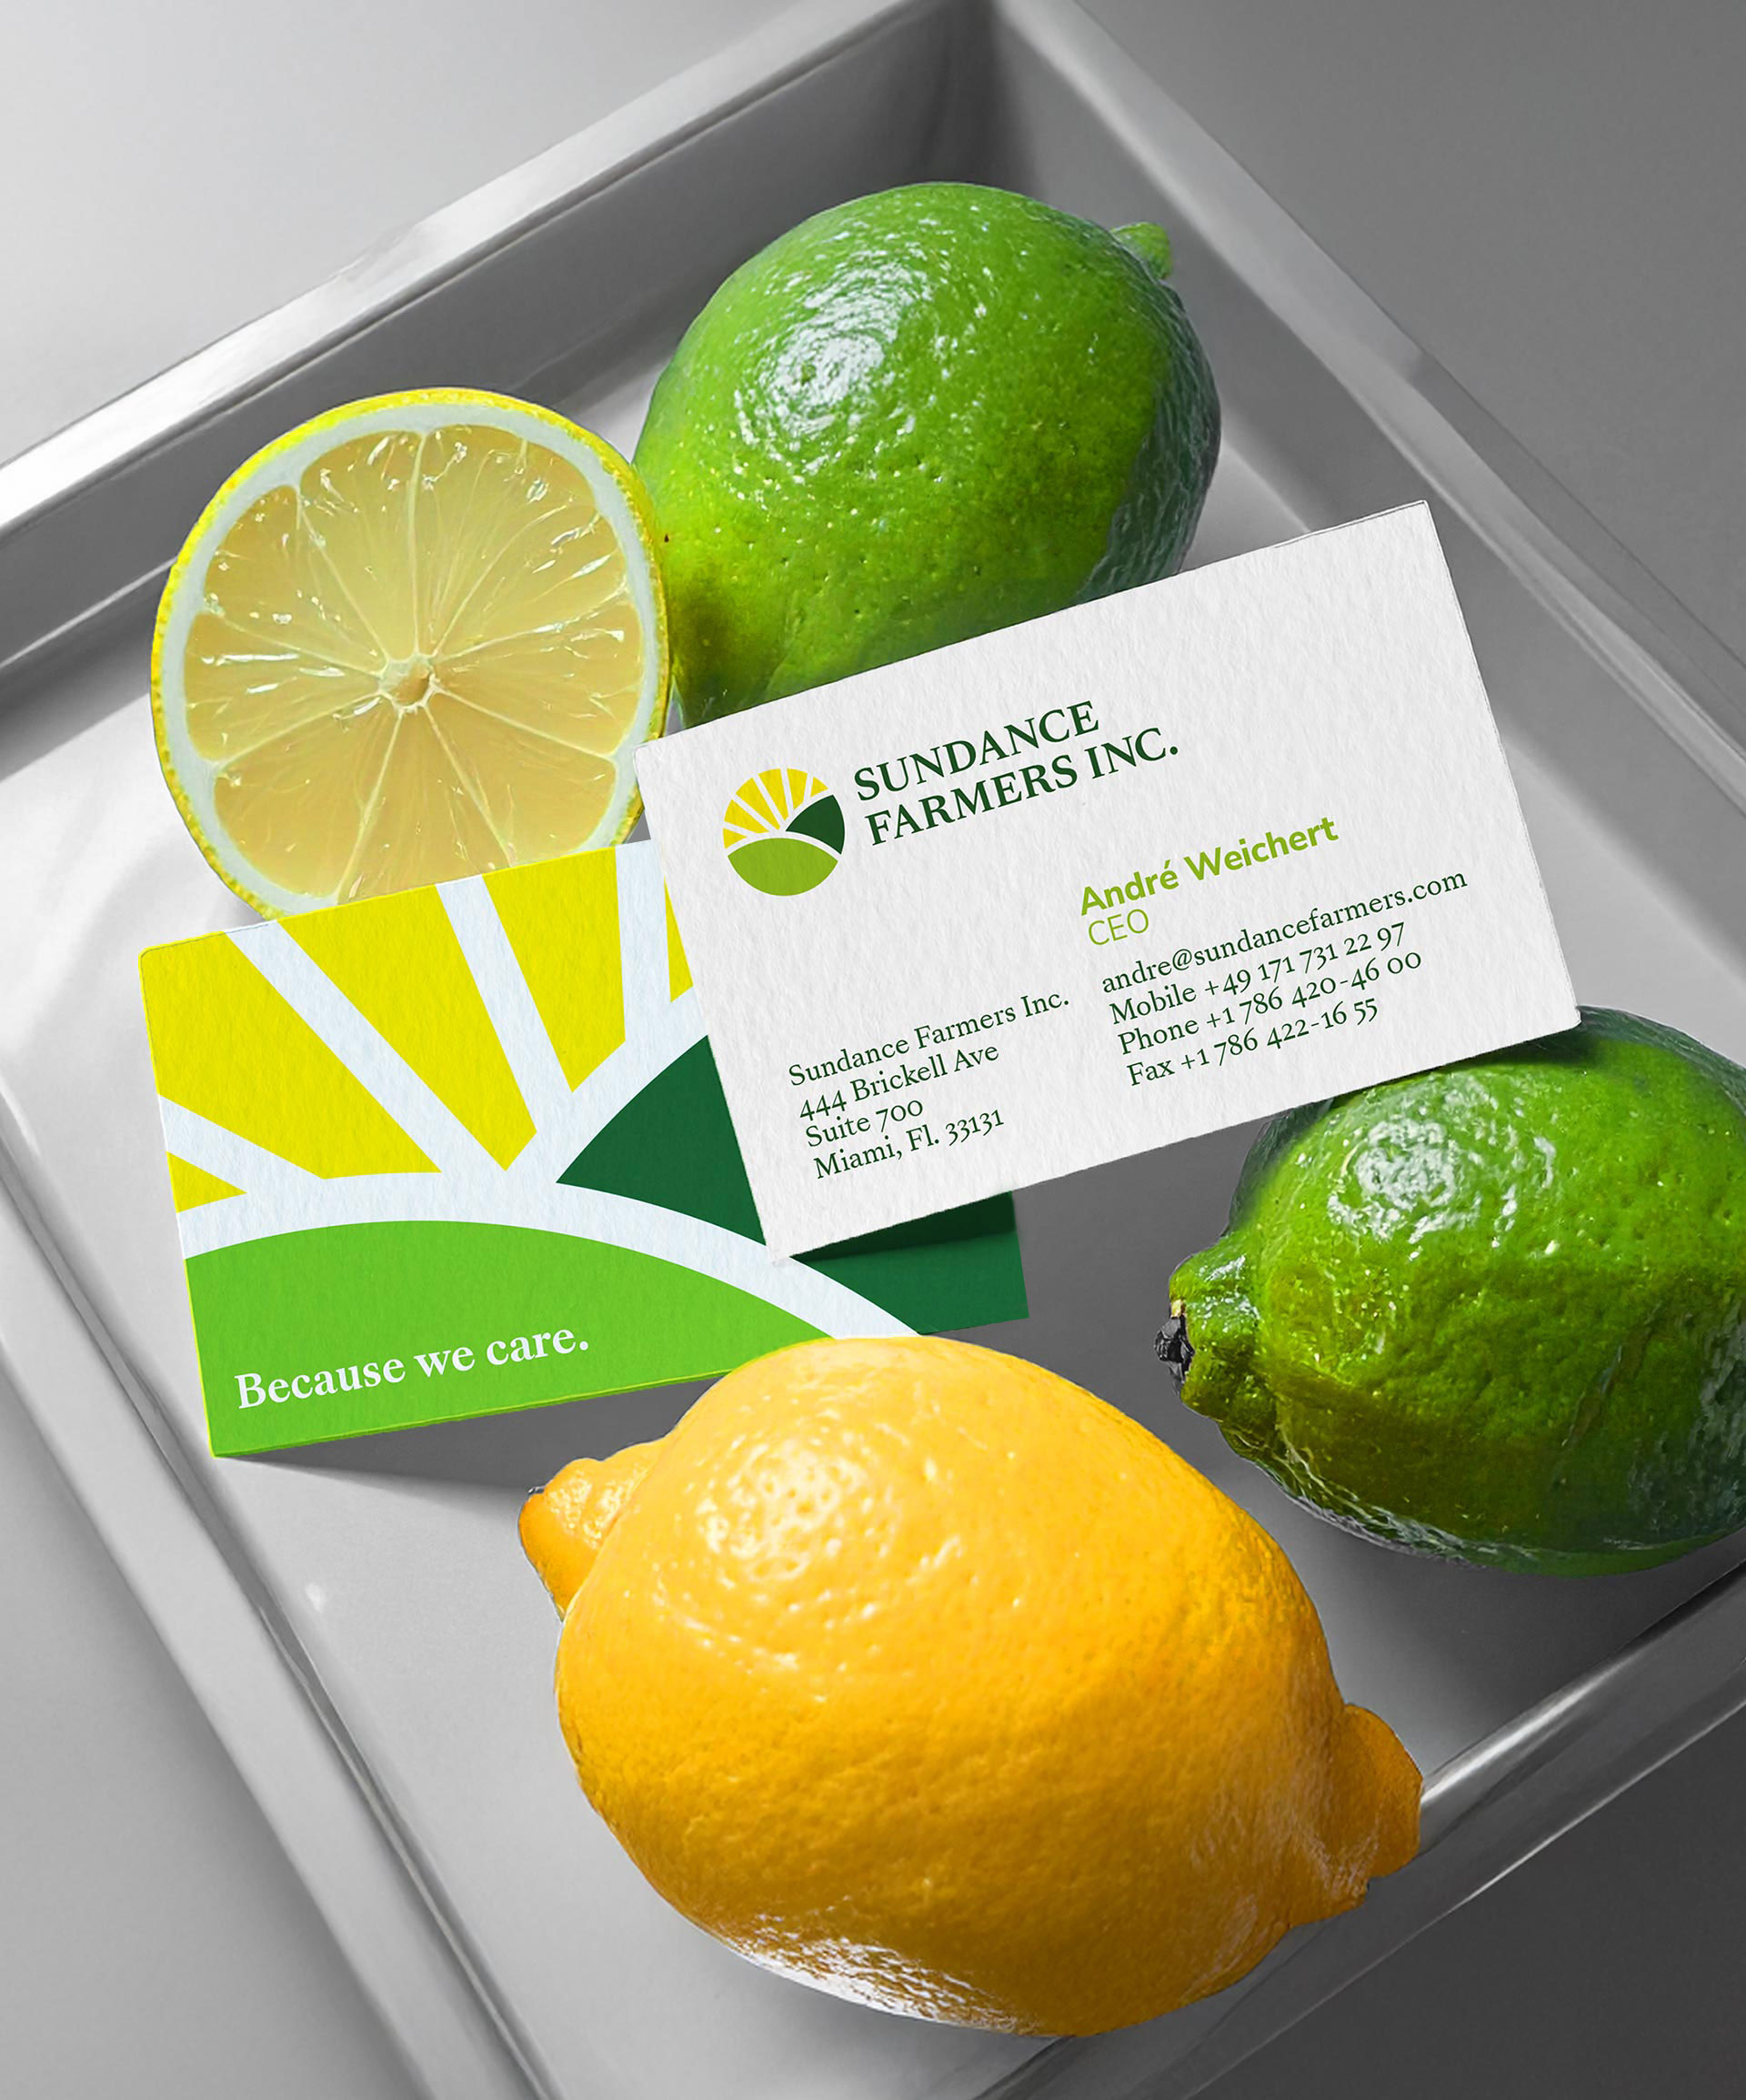 SUNDANCE
FARMERS INC.
André Weichert
CEO
andre@sundancefarmers.com
Mobile +49 171 731 22 97
Phone +1 786 420-46 00
Fax +1 786 422-16 55
Sundance Farmers Inc.
444 Brickell Ave
Suite 700
Miami, Fl. 33131
Because we care.